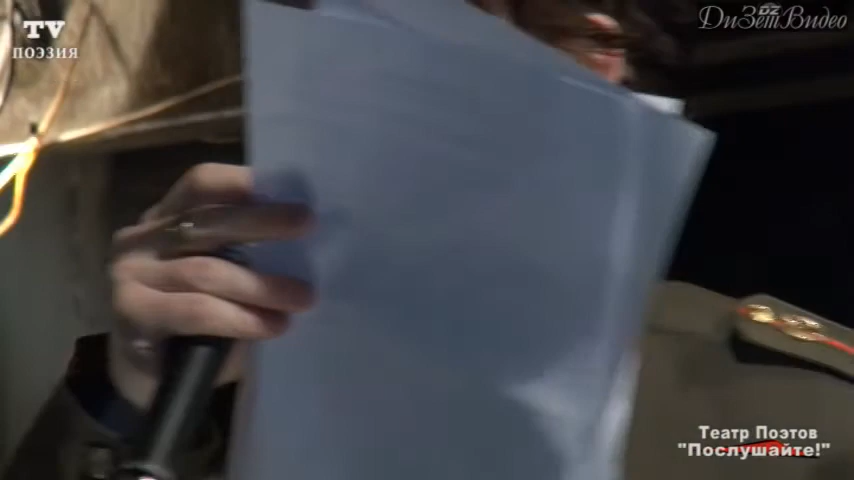 TV
ПОЭЗИЯ
DZ
ДиЗетВидео
Театр Поэтов
"Послушайте!"